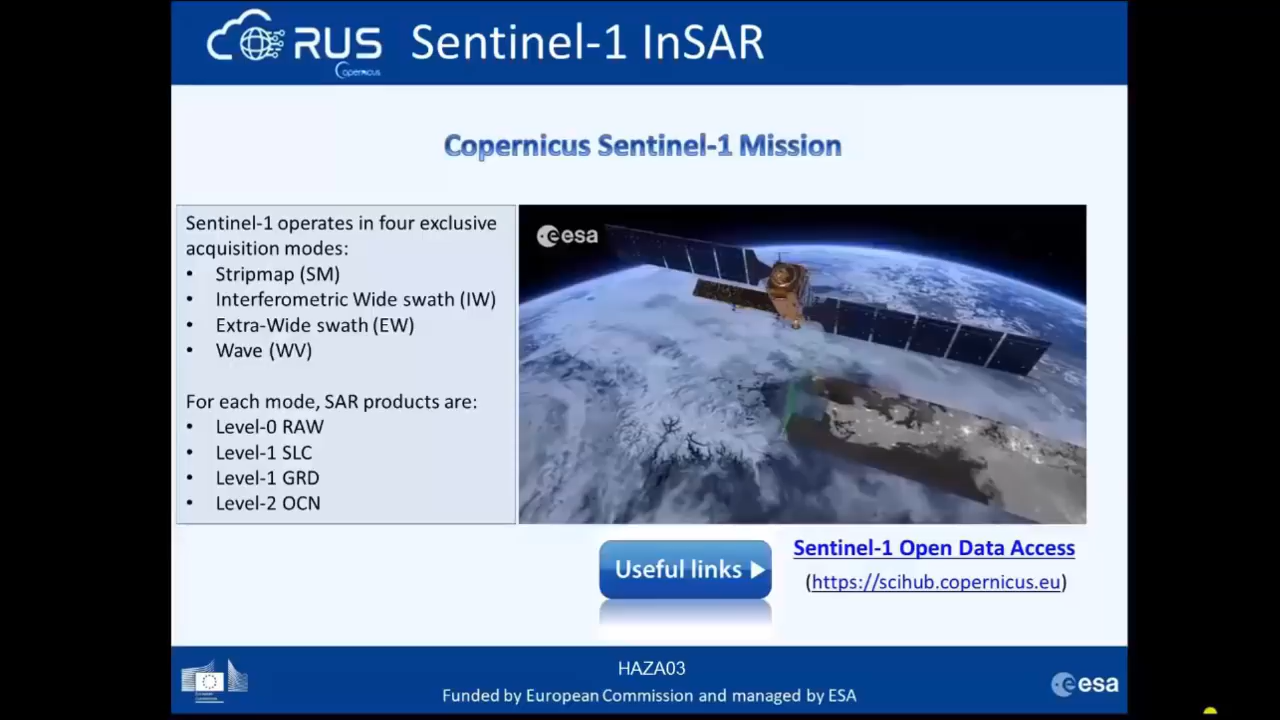 RUS
Copernicus
Sentinel-1 InSAR
Copernicus Sentinel-1 Mission
Sentinel-1 operates in four exclusive
acquisition modes:
• Stripmap (SM)
• Interferometric Wide swath (IW)
• Extra-Wide swath (EW)
• Wave (WV)
For each mode, SAR products are:
• Level-0 RAW
• Level-1 SLC
• Level-1 GRD
• Level-2 OCN
esa
Useful links
Sentinel-1 Open Data Access
(https://scihub.copernicus.eu)
HAZA03
Funded by European Commission and managed by ESA
esa